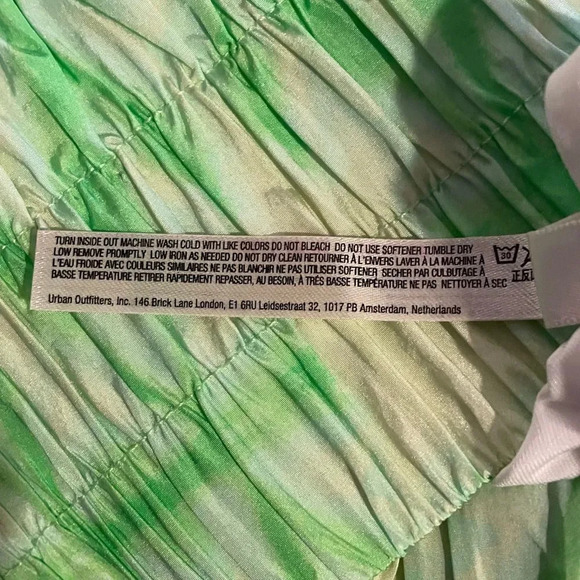 TURN INSIDE OUT MACHINE WASH COLD WITH LIKE COLORS DO NOT BLEACH DO NOT USE SOFTENER TUMBLE DRY
LOW REMOVE PROMPTLY LOW IRON AS NEEDED DO NOT DRY CLEAN RETOURNER À L'ENVERS LAVER À LA MACHINE À
L'EAU FROIDE AVEC COULEURS SIMILAIRES NE PAS BLANCHIR NE PAS UTILISER SOFTENER SECHER PAR CULBUTAGE À
BASSE TEMPERATURE RETIRER RAPIDEMENT REPASSER, AU BESOIN, À TRÈS BASSE TEMPÉRATURE NE PAS NETTOYER À SEC
Urban Outfitters, Inc. 146 Brick Lane London, E1 6RU Leidsestraat 32, 1017 PB Amsterdam, Netherlands
30
正反